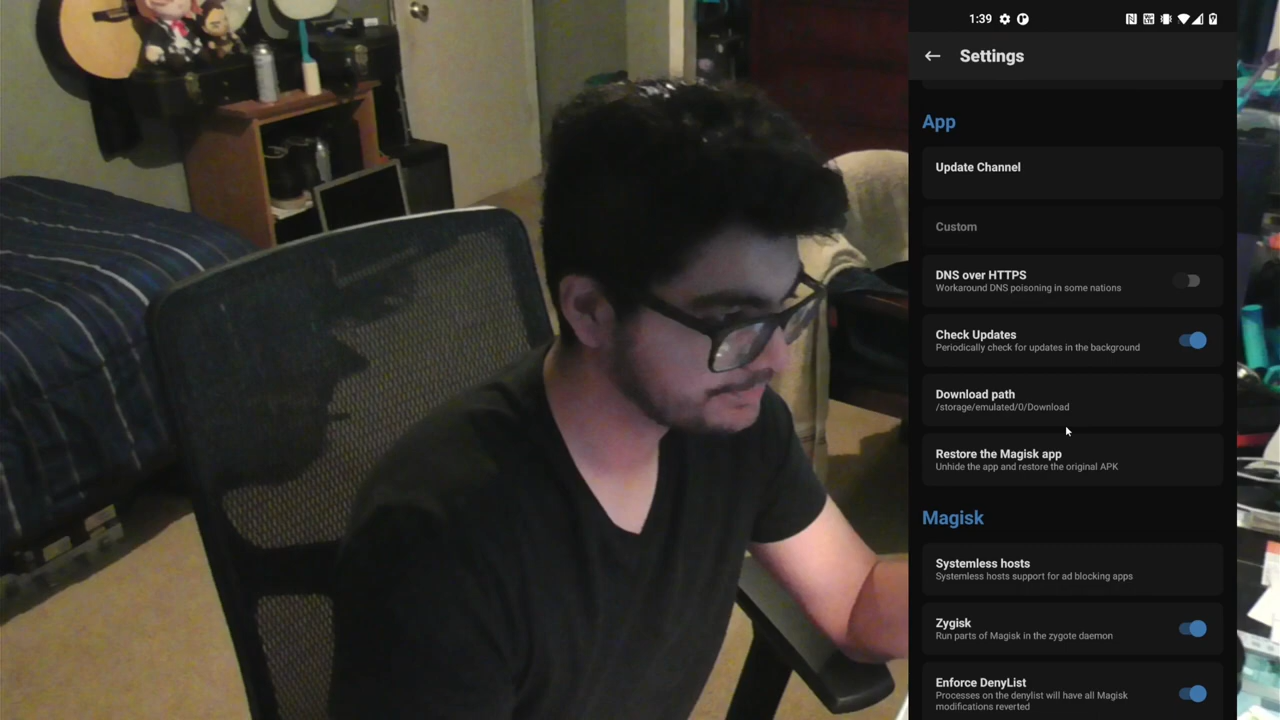 1:39
Settings
App
Update Channel
Custom
DNS over HTTPS
Workaround DNS poisoning in some nations
Check Updates
Periodically check for updates in the background
Download path
/storage/emulated/0/Download
Restore the Magisk app
Unhide the app and restore the original APK
Magisk
Systemless hosts
Systemless hosts support for ad blocking apps
Zygisk
Run parts of Magisk in the zygote daemon
Enforce DenyList
Processes on the denylist will have all Magisk
modifications reverted